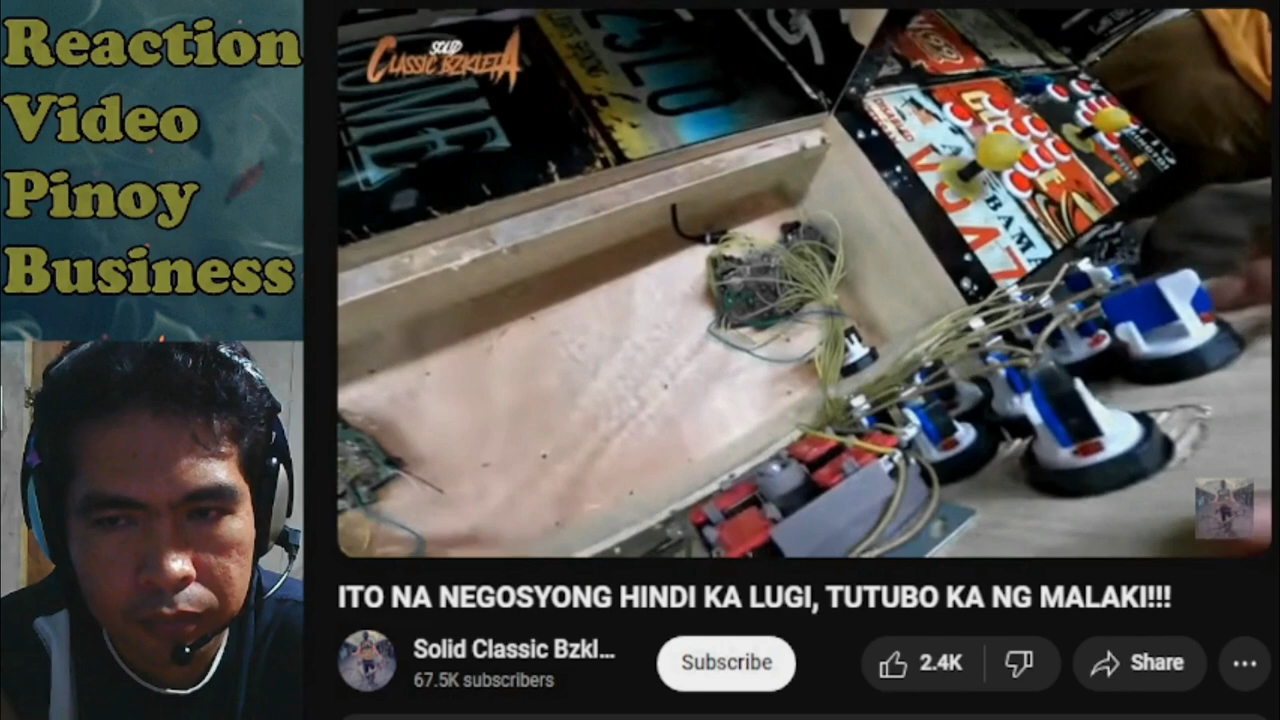 Reaction
Video
Pinoy
Business
SOLID
CLASSIC BZKLETA
ITO NA NEGOSYONG HINDI KA LUGI, TUTUBO KA NG MALAKI!!!
Solid Classic Bzkl...
67.5K subscribers
Subscribe
2.4K
Share